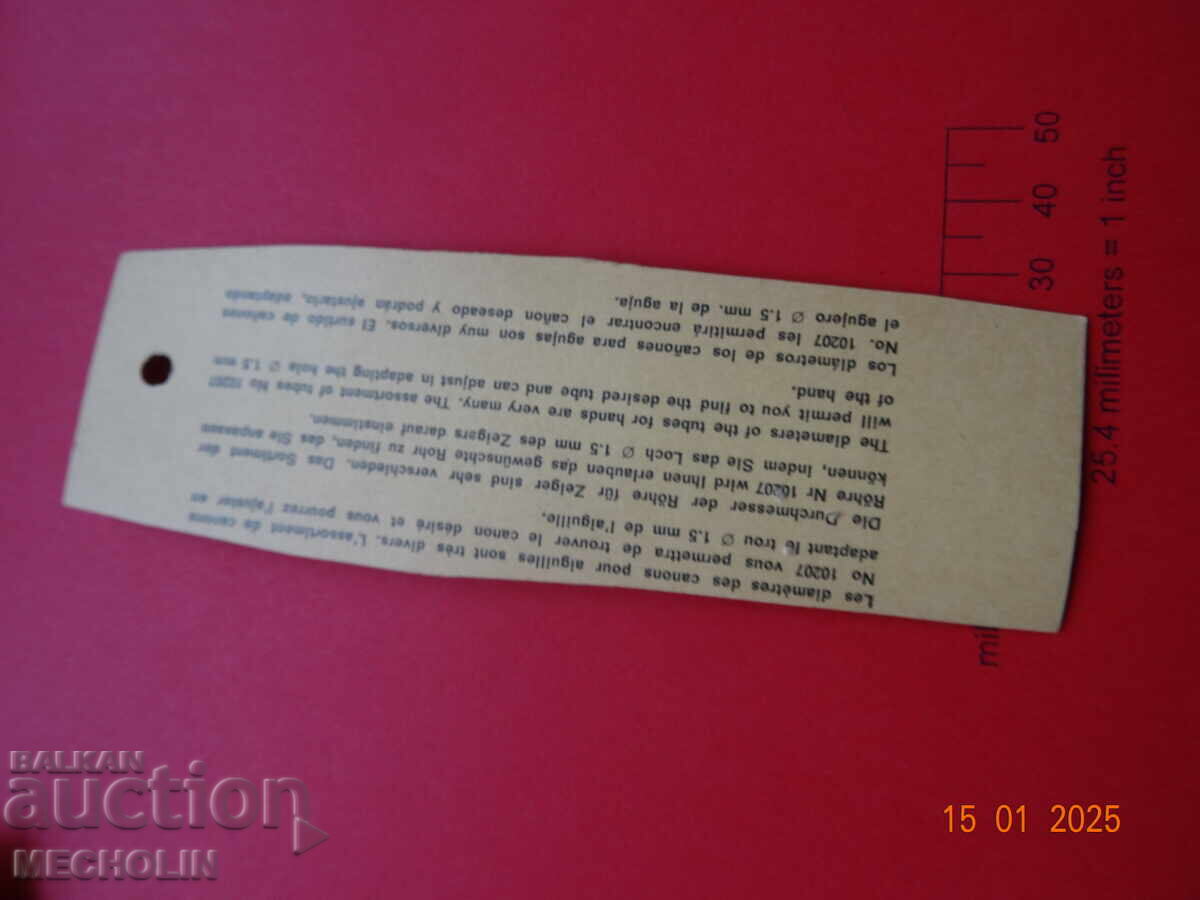 Les diamètres des canons pour aiguilles sont très divers. L'assortiment de canons
No 10207 vous permettra de trouver le canon désiré et vous pourrez l'ajuster en
adaptant le trou ∅ 1.5 mm de l'aiguille.
Die Durchmesser der Röhre für Zeiger sind sehr verschieden. Das Sortiment der
Röhre Nr 10207 wird Ihnen erlauben das gewünschte Rohr zu finden, das Sie anpassen
können, indem Sie das Loch ∅ 1.5 mm des Zeigers darauf einstimmen.
The diameters of the tubes for hands are very many. The assortment of tubes No 10207
will permit you to find the desired tube and can adjust in adapting the hole ∅ 1.5 mm
of the hand.
Los diámetros de los cañones para agujas son muy diversos. El surtido de cañones
No. 10207 les permitirá encontrar el cañon deseado y podrán ajustarlo, adaptando
el agujero ∅ 1.5 mm. de la aguja.
30 40 50
25.4 milimeters = 1 inch
BALKAN
auction
MECHOLIN
15 01 2025